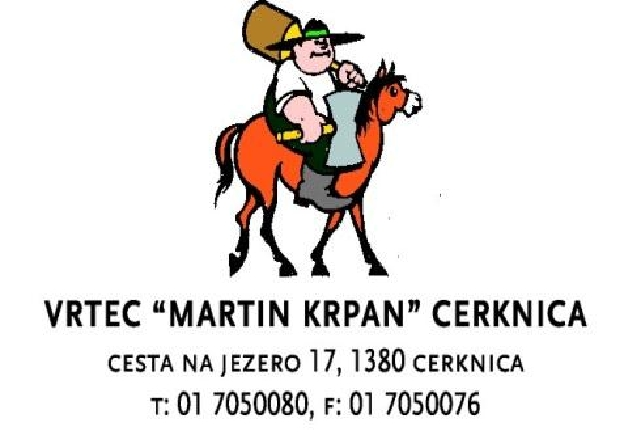 VRTEC “MARTIN KRPAN” CERKNICA
CESTA NA JEZERO 17, 1380 CERKNICA
T: 01 7050080, F: 01 7050076